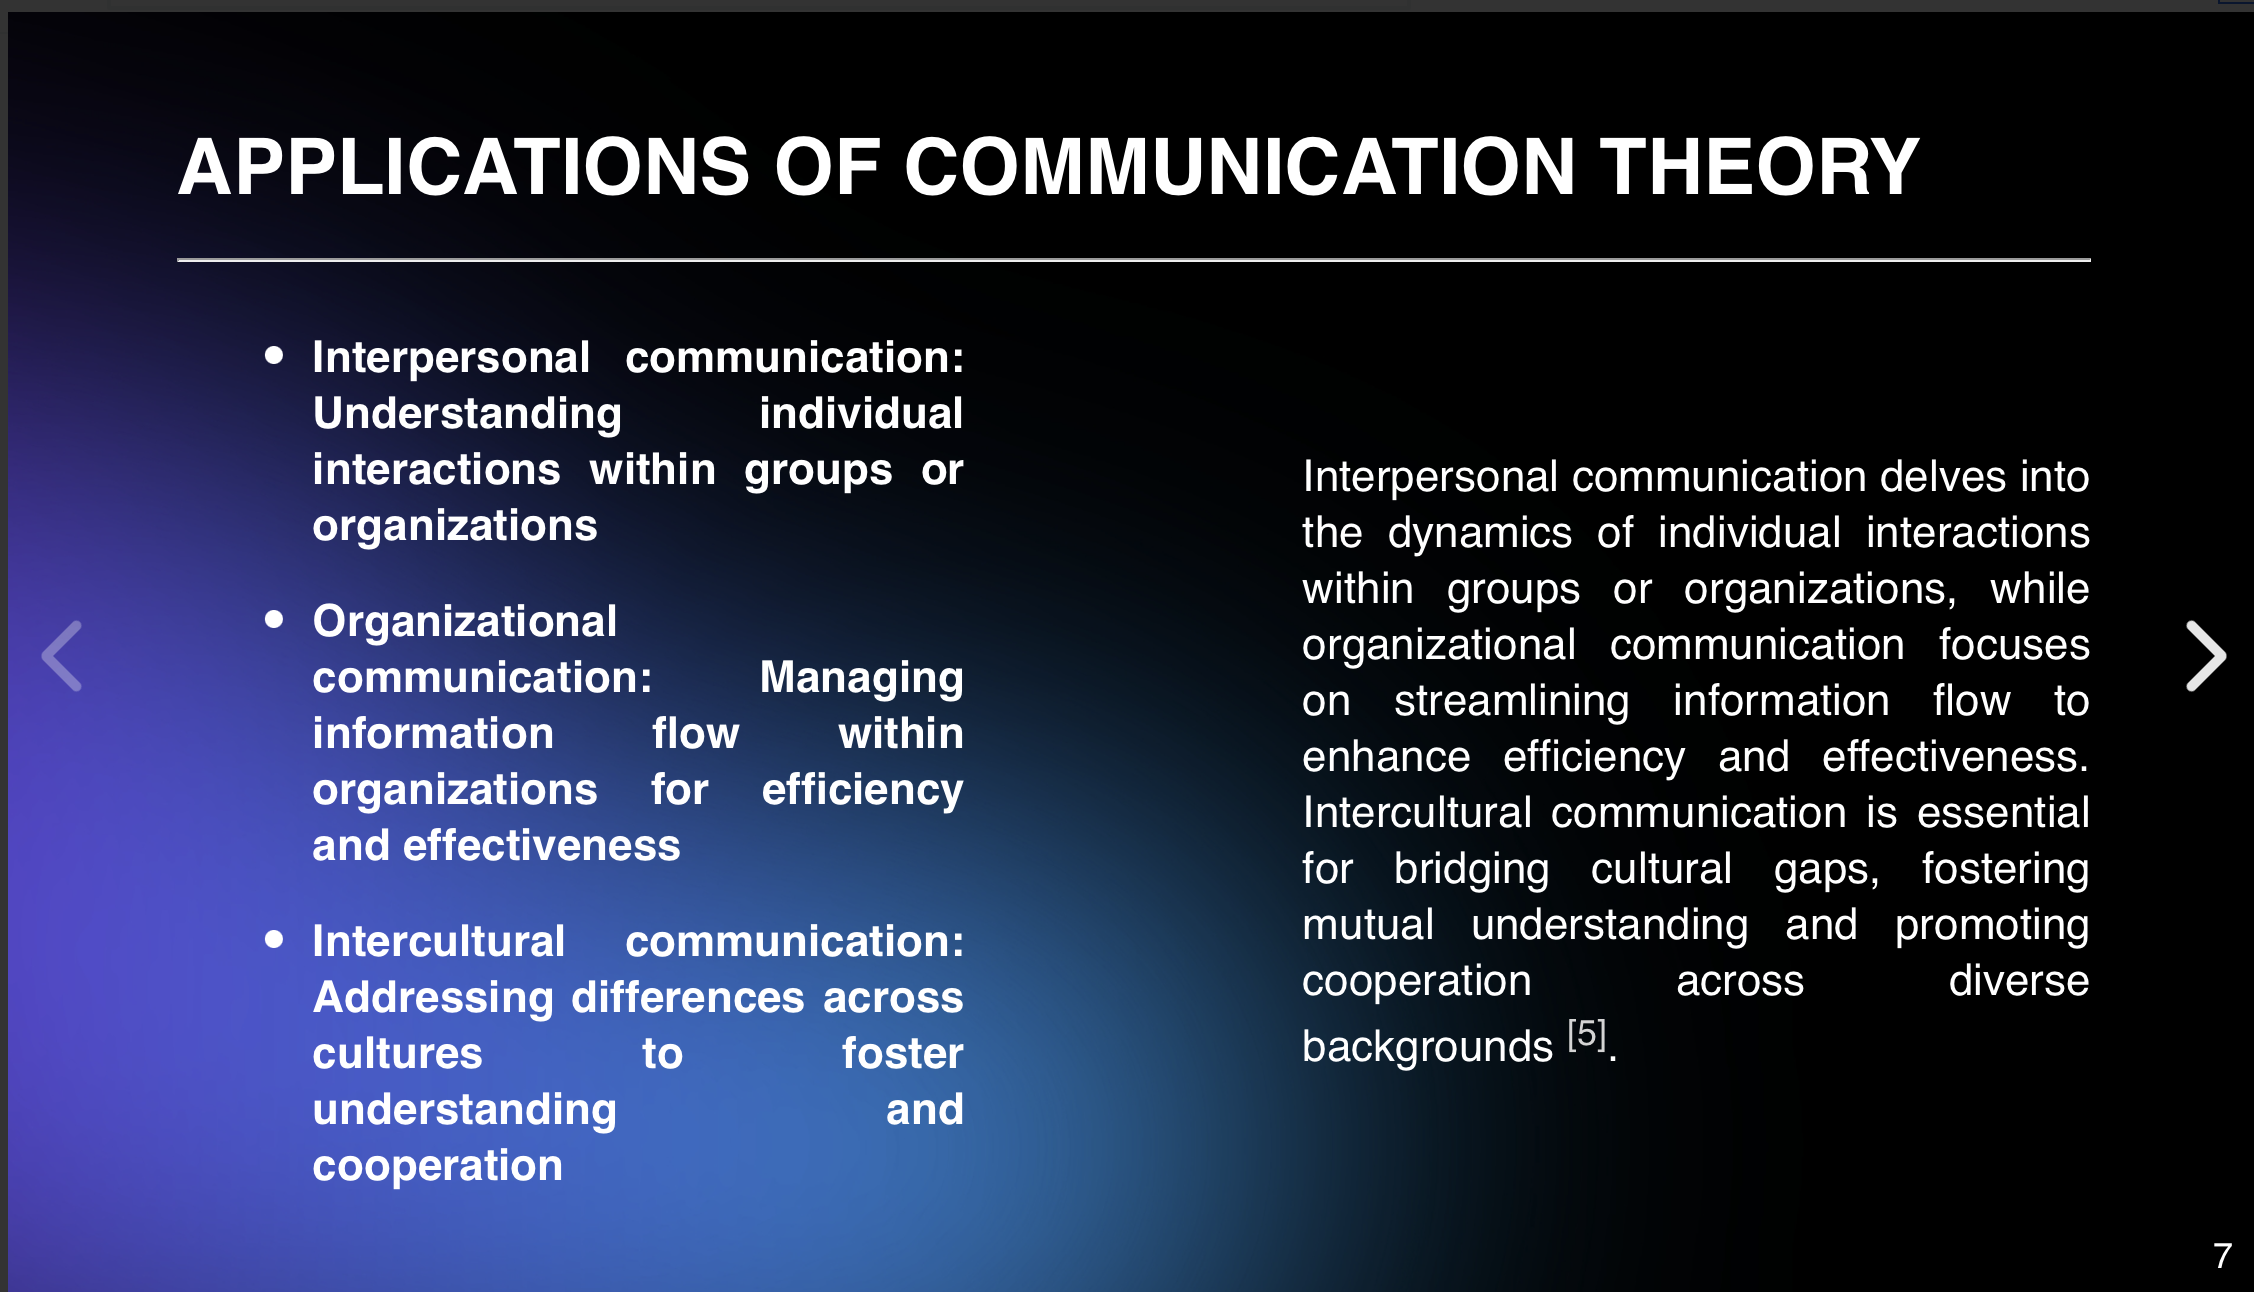 APPLICATIONS OF COMMUNICATION THEORY
• Interpersonal communication:
Understanding individual
interactions within groups or
organizations
• Organizational
communication: Managing
information flow within
organizations for efficiency
and effectiveness
• Intercultural communication:
Addressing differences across
cultures to foster
understanding and
cooperation
Interpersonal communication delves into
the dynamics of individual interactions
within groups or organizations, while
organizational communication focuses
on streamlining information flow to
enhance efficiency and effectiveness.
Intercultural communication is essential
for bridging cultural gaps, fostering
mutual understanding and promoting
cooperation across diverse
backgrounds [5].
7